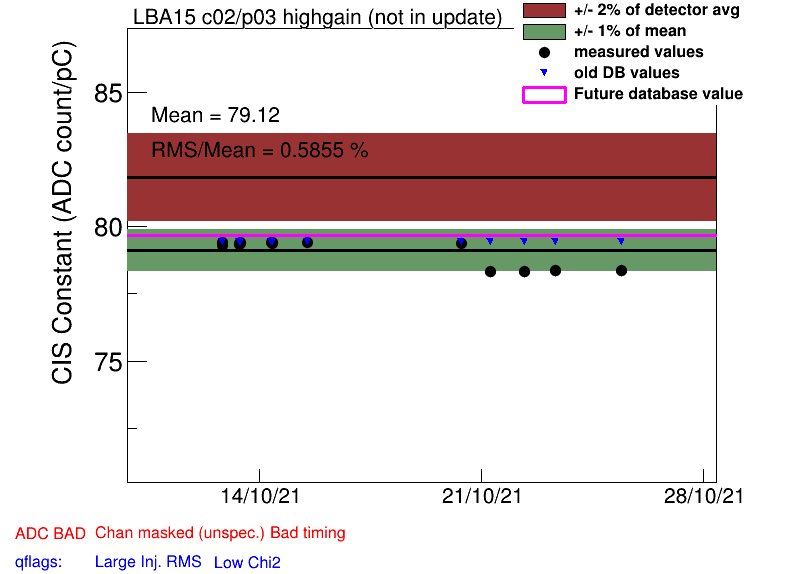 LBA15 c02/p03 highgain (not in update)
+/- 2% of detector avg
+/- 1% of mean
measured values
old DB values
Future database value
CIS Constant (ADC count/pC)
85
80
75
Mean = 79.12
RMS/Mean = 0.5855 %
14/10/21 21/10/21 28/10/21
ADC BAD Chan masked (unspec.) Bad timing
qflags: Large Inj. RMS Low Chi2